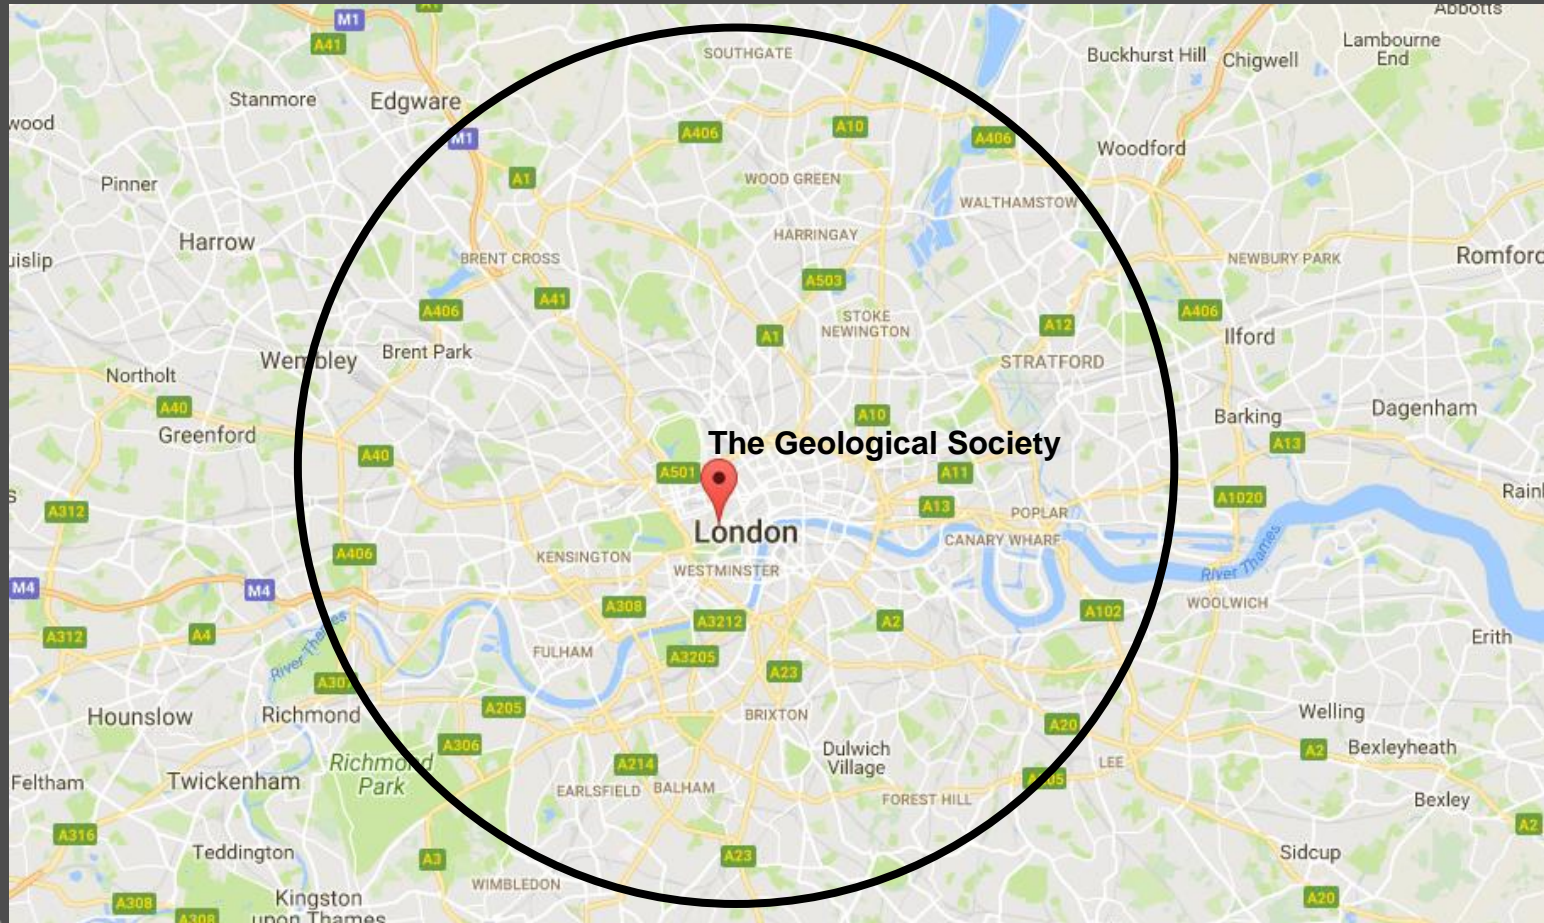 Abbotts
M1
A1
A41
SOUTHGATE
Buckhurst Hill
Chigwell
Lambourne
End
Stanmore
Edgware
wood
M1
A406
A10
A406
Woodford
Pinner
A1
WOOD GREEN
WALTHAMSTOW
Harrow
HARRINGAY
uislip
BRENT CROSS
NEWBURY PARK
Romford
A503
A406
A41
STOKE
NEWINGTON
A12
A406
A1
Ilford
Wembley
Brent Park
STRATFORD
Northolt
A40
Greenford
A10
Barking
Dagenham
A13
The Geological Society
A40
A501
A11
A1020
Rain
S
A312
A13
POPLAR
London
CANARY WHARF
A406
KENSINGTON
WESTMINSTER
River Thames
M4
M4
A308
A102
WOOLWICH
A312
A4
A3212
A2
Erith
River Thames
FULHAM
A3205
A23
A307
Hounslow
Richmond
A205
BRIXTON
A20
Welling
A306
Dulwich
Village
A2
Bexleyheath
Richmond
Park
A214
LEE
Feltham
Twickenham
EARLSFIELD
BALHAM
FOREST HILL
A205
Bexley
A316
A2
Teddington
A3
A23
Sidcup
WIMBLEDON
A308
Kingston
upon Thames
A308
A20